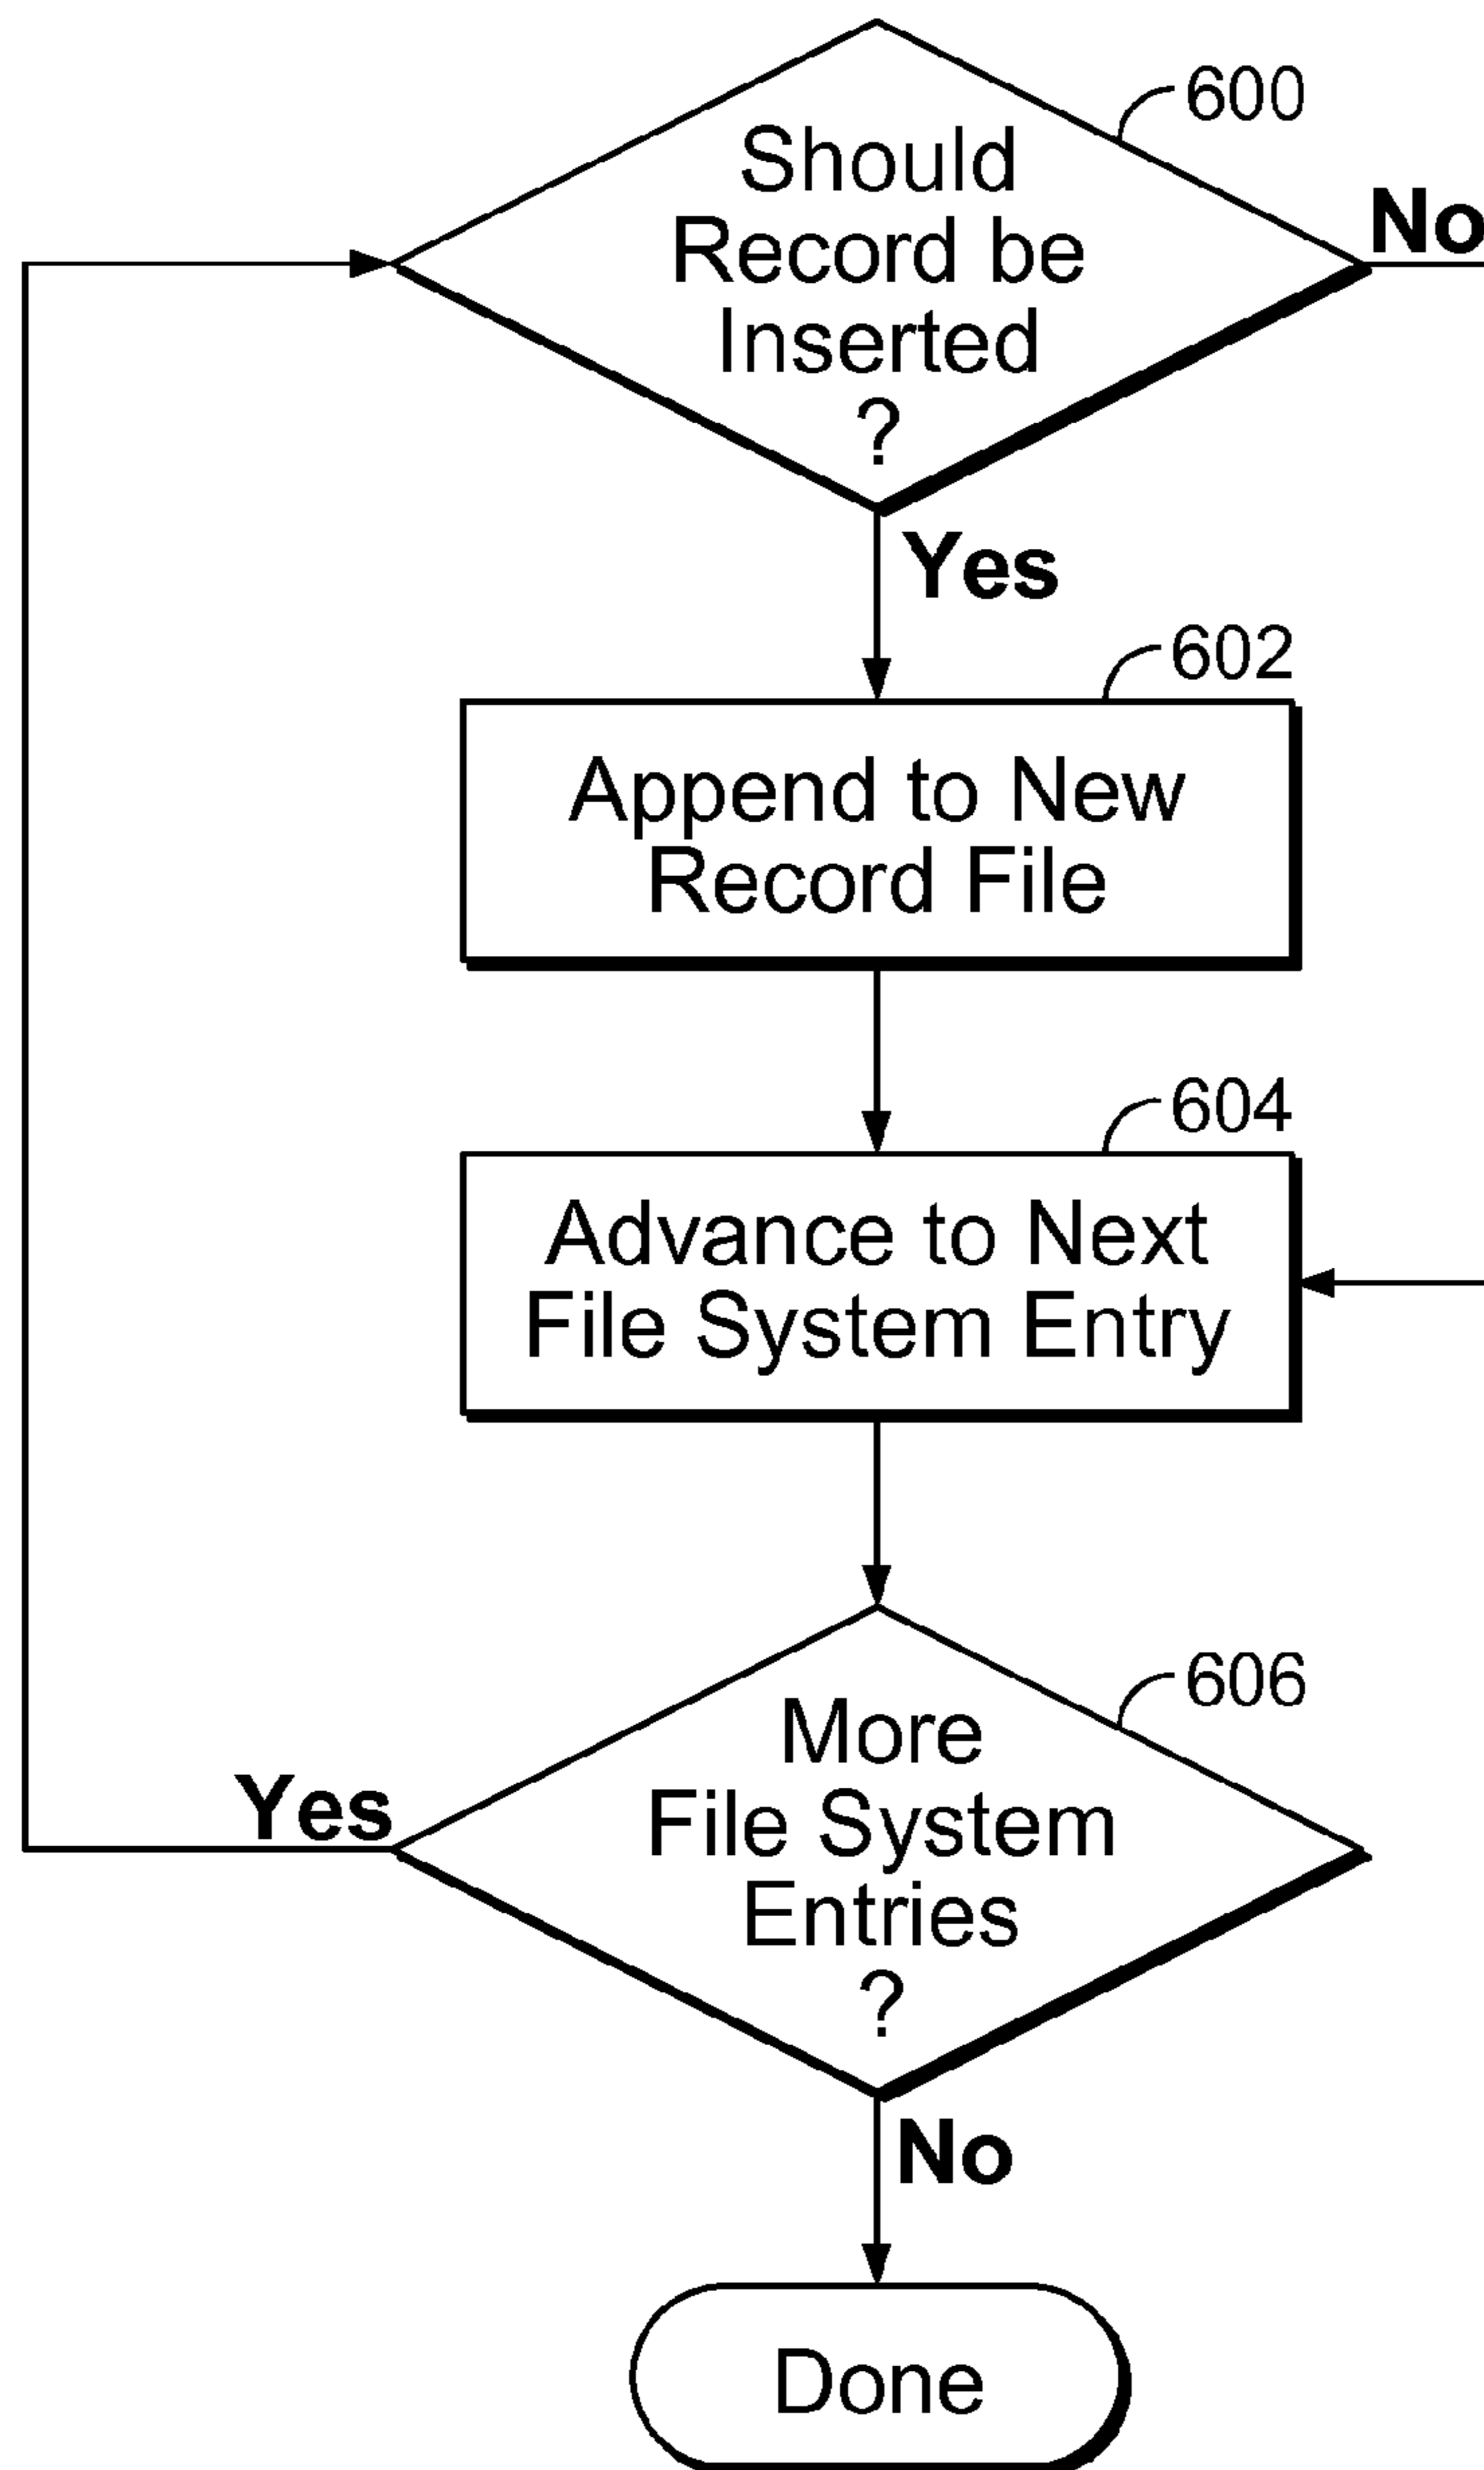 600
Should
Record be
Inserted
?
No
Yes
602
Append to New
Record File
604
Advance to Next
File System Entry
606
More
File System
Entries
?
Yes
No
Done